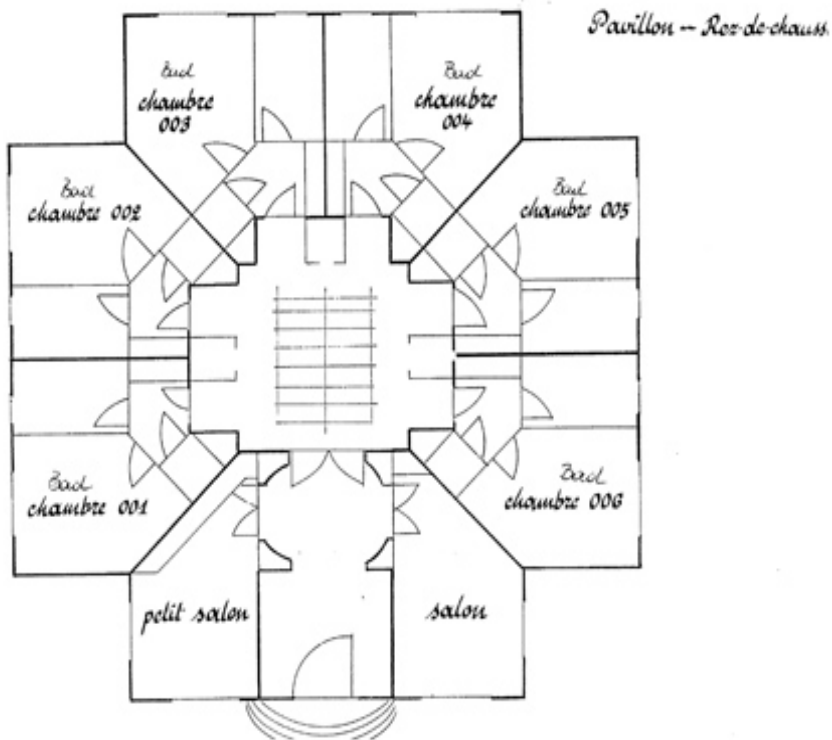 Pavillon -- Rez-de-chauss.
Bad
chambre
003
Bad
chambre
004
Bad
chambre 002
Bad
chambre 005
Bad
chambre 001
Bad
chambre 006
petit salon
salon